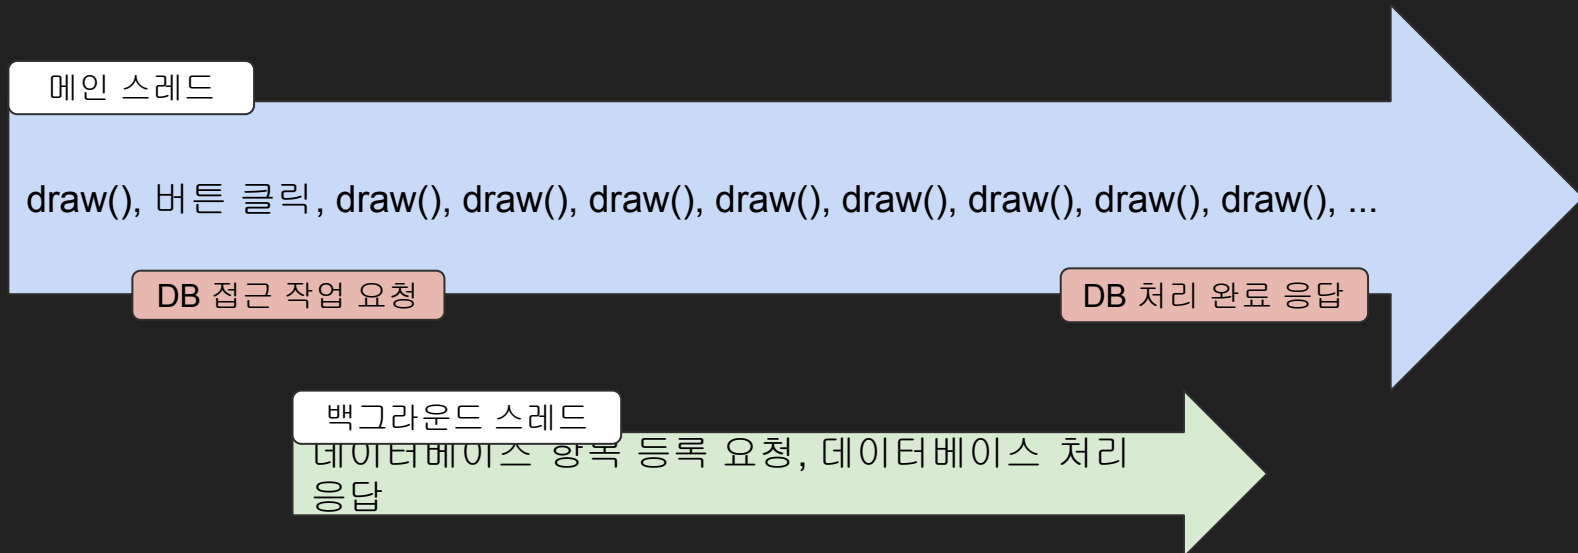 메인 스레드
draw(), 버튼 클릭, draw(), draw(), draw(), draw(), draw(), draw(), draw(), draw(), ...
DB 접근 작업 요청
DB 처리 완료 응답
백그라운드 스레드
데이터베이스 항목 등록 요청, 데이터베이스 처리
응답